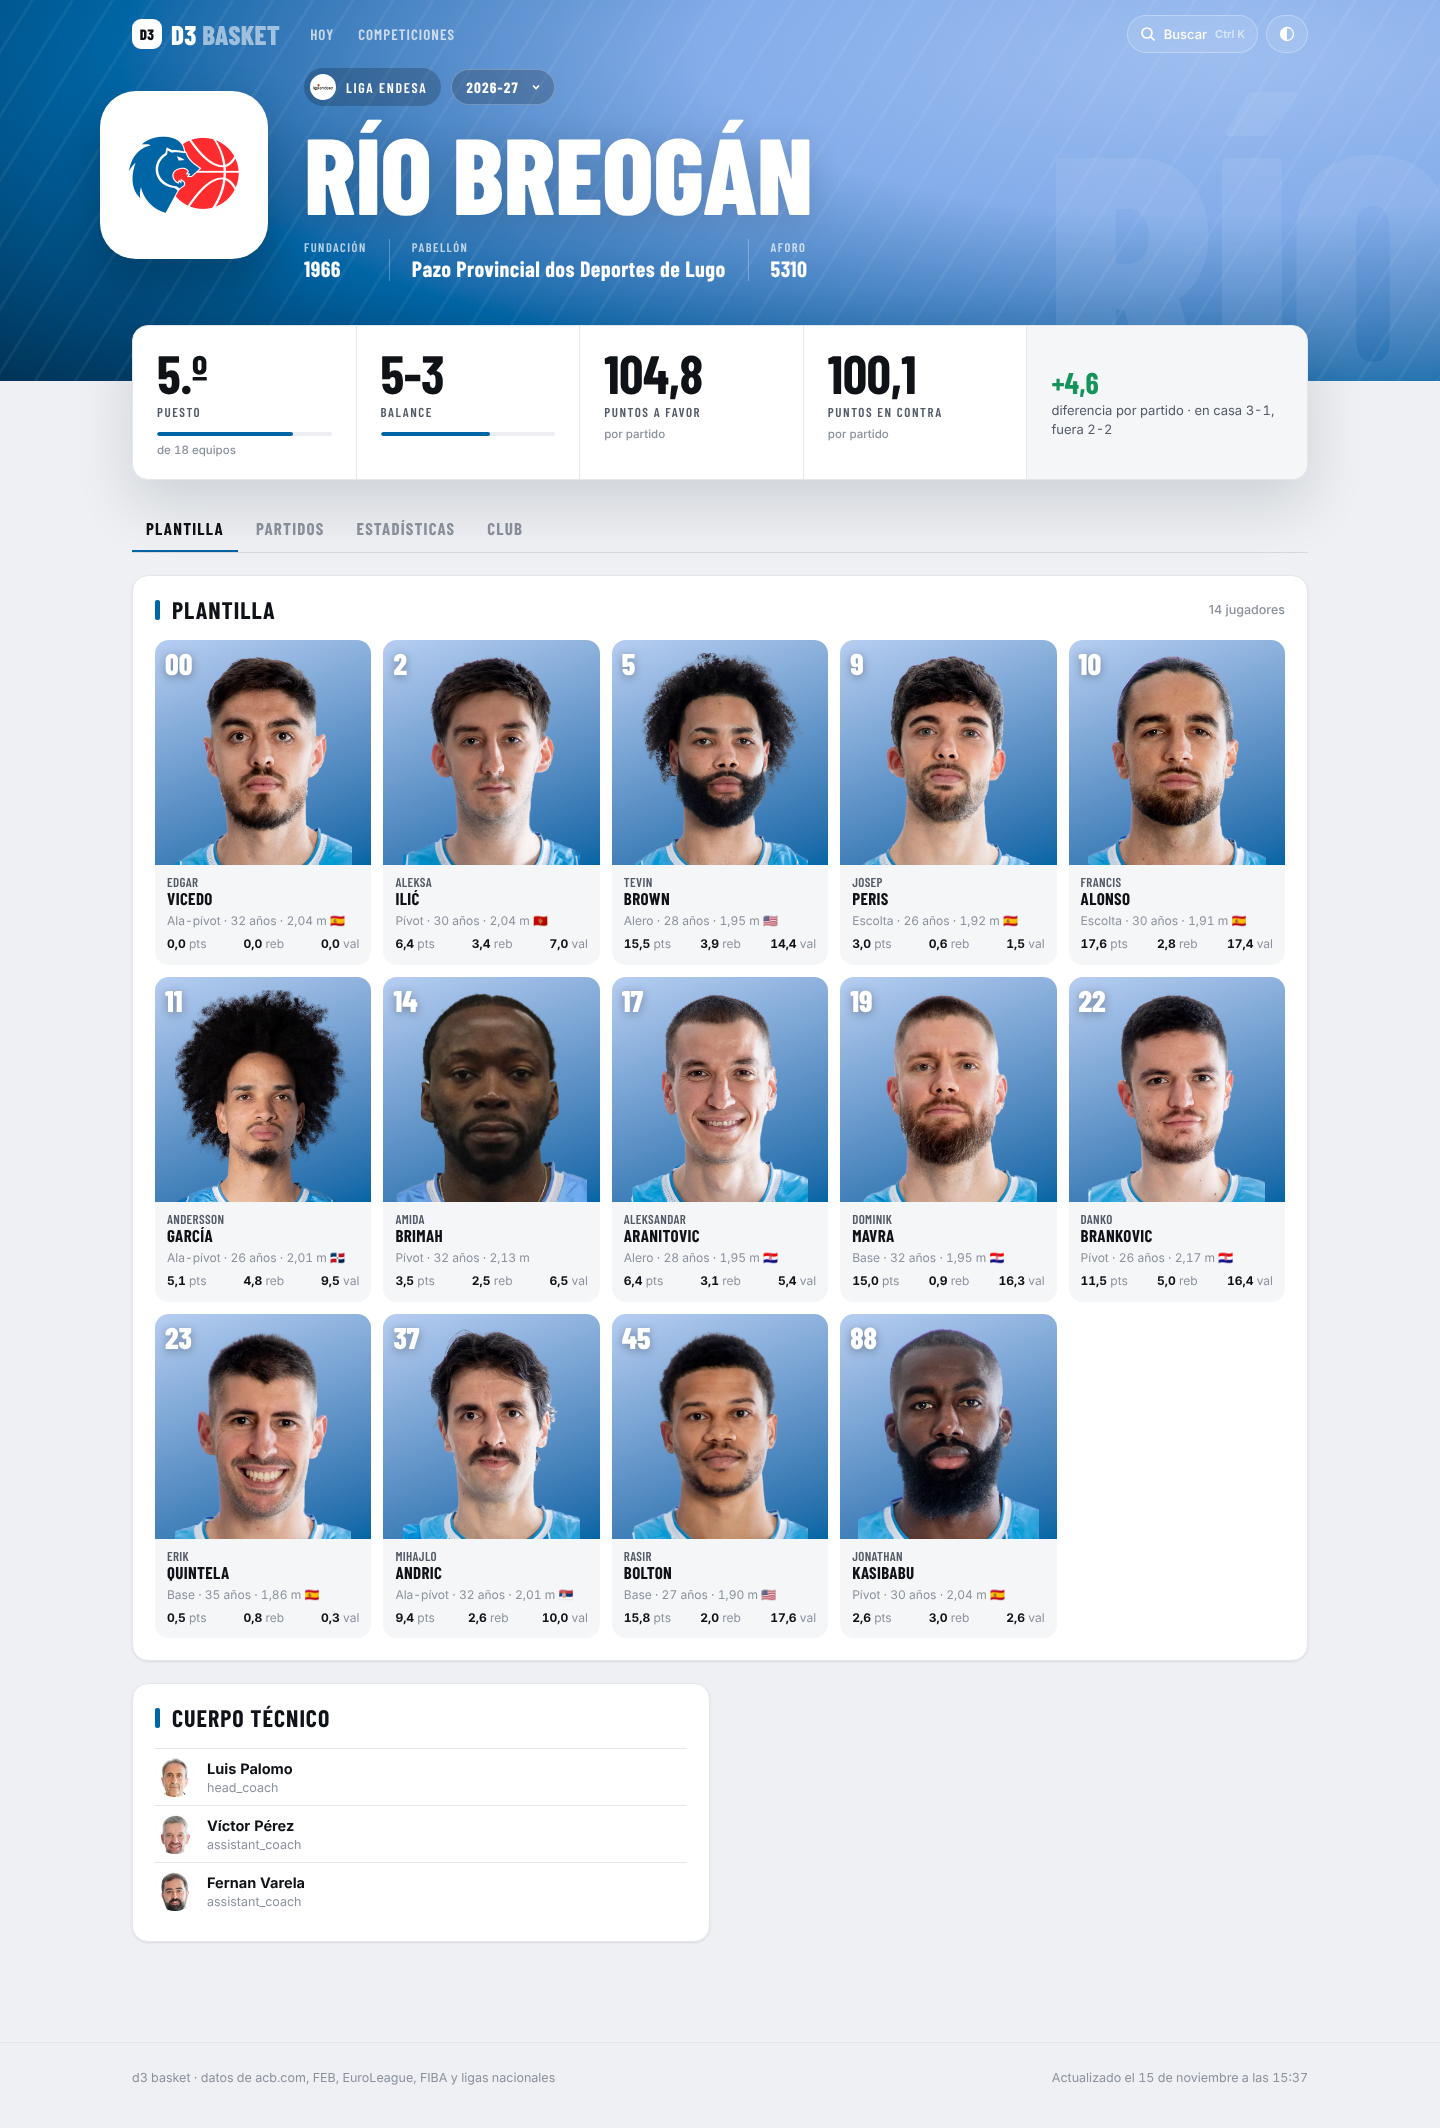 D3 D3 BASKET HOY COMPETICIONES Buscar Ctrl K
LIGA ENDESA 2026-27
RÍO BREOGÁN
RÍO
FUNDACIÓN PABELLÓN AFORO
1966 Pazo Provincial dos Deportes de Lugo 5310
5.º 5-3 104,8 100,1 +4,6
PUESTO BALANCE PUNTOS A FAVOR PUNTOS EN CONTRA diferencia por partido · en casa 3-1,
de 18 equipos por partido por partido fuera 2-2
PLANTILLA PARTIDOS ESTADÍSTICAS CLUB
PLANTILLA 14 jugadores
00 2 5 9 10
EDGAR ALEKSA TEVIN JOSEP FRANCIS
VICEDO ILIĆ BROWN PERIS ALONSO
Ala-pívot · 32 años · 2,04 m Pívot · 30 años · 2,04 m Alero · 28 años · 1,95 m Escolta · 26 años · 1,92 m Escolta · 30 años · 1,91 m
0,0 pts 0,0 reb 0,0 val 6,4 pts 3,4 reb 7,0 val 15,5 pts 3,9 reb 14,4 val 3,0 pts 0,6 reb 1,5 val 17,6 pts 2,8 reb 17,4 val
11 14 17 19 22
ANDERSSON AMIDA ALEKSANDAR DOMINIK DANKO
GARCÍA BRIMAH ARANITOVIC MAVRA BRANKOVIC
Ala-pívot · 26 años · 2,01 m Pívot · 32 años · 2,13 m Alero · 28 años · 1,95 m Base · 32 años · 1,95 m Pívot · 26 años · 2,17 m
5,1 pts 4,8 reb 9,5 val 3,5 pts 2,5 reb 6,5 val 6,4 pts 3,1 reb 5,4 val 15,0 pts 0,9 reb 16,3 val 11,5 pts 5,0 reb 16,4 val
23 37 45 88
ERIK MIHAJLO RASIR JONATHAN
QUINTELA ANDRIC BOLTON KASIBABU
Base · 35 años · 1,86 m Ala-pívot · 32 años · 2,01 m Base · 27 años · 1,90 m Pívot · 30 años · 2,04 m
0,5 pts 0,8 reb 0,3 val 9,4 pts 2,6 reb 10,0 val 15,8 pts 2,0 reb 17,6 val 2,6 pts 3,0 reb 2,6 val
CUERPO TÉCNICO
Luis Palomo
head_coach
Víctor Pérez
assistant_coach
Fernan Varela
assistant_coach
d3 basket · datos de acb.com, FEB, EuroLeague, FIBA y ligas nacionales Actualizado el 15 de noviembre a las 15:37